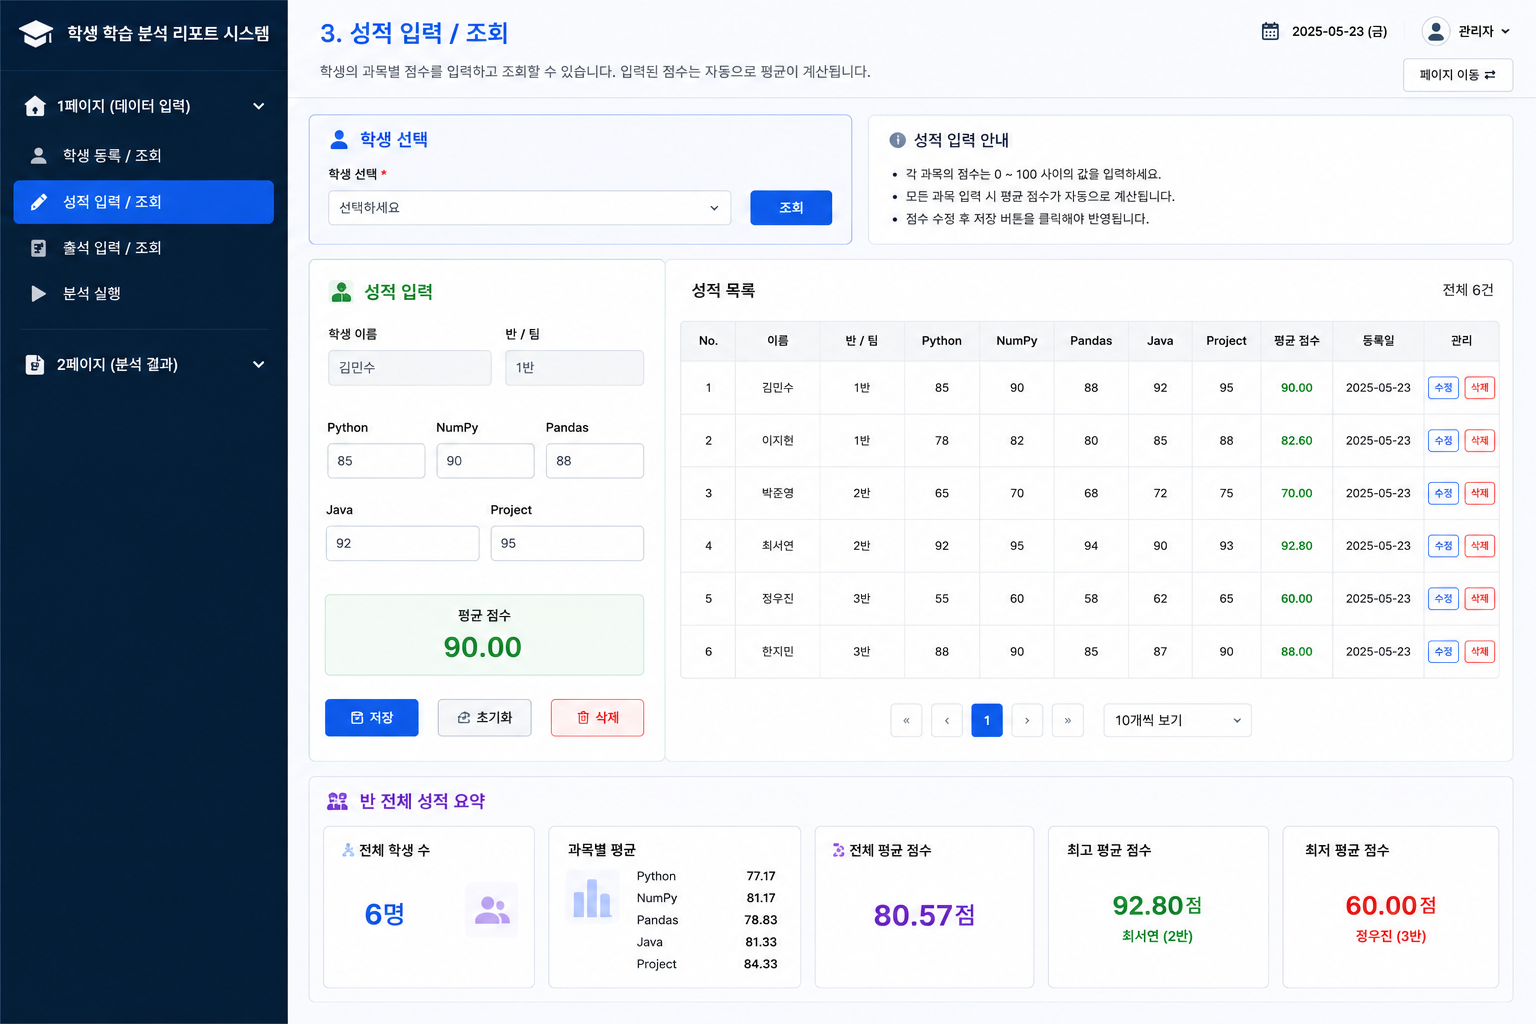 학생 학습 분석 리포트 시스템
1페이지 (데이터 입력)
학생 등록 / 조회
성적 입력 / 조회
출석 입력 / 조회
분석 실행
2페이지 (분석 결과)
3. 성적 입력 / 조회
2025-05-23 (금)
관리자
학생의 과목별 점수를 입력하고 조회할 수 있습니다. 입력된 점수는 자동으로 평균이 계산됩니다.
페이지 이동 ⇄
학생 선택
학생 선택 *
선택하세요
조회
성적 입력 안내
• 각 과목의 점수는 0 ~ 100 사이의 값을 입력하세요.
• 모든 과목 입력 시 평균 점수가 자동으로 계산됩니다.
• 점수 수정 후 저장 버튼을 클릭해야 반영됩니다.
성적 입력
학생 이름 반 / 팀
김민수 1반
Python NumPy Pandas
85 90 88
Java Project
92 95
평균 점수
90.00
저장 초기화 삭제
성적 목록
전체 6건
No. 이름 반 / 팀 Python NumPy Pandas Java Project 평균 점수 등록일 관리
1 김민수 1반 85 90 88 92 95 90.00 2025-05-23 수정 삭제
2 이지현 1반 78 82 80 85 88 82.60 2025-05-23 수정 삭제
3 박준영 2반 65 70 68 72 75 70.00 2025-05-23 수정 삭제
4 최서연 2반 92 95 94 90 93 92.80 2025-05-23 수정 삭제
5 정우진 3반 55 60 58 62 65 60.00 2025-05-23 수정 삭제
6 한지민 3반 88 90 85 87 90 88.00 2025-05-23 수정 삭제
« ‹ 1 › » 10개씩 보기
반 전체 성적 요약
전체 학생 수
6명
과목별 평균
Python 77.17
NumPy 81.17
Pandas 78.83
Java 81.33
Project 84.33
전체 평균 점수
80.57점
최고 평균 점수
92.80점
최서연 (2반)
최저 평균 점수
60.00점
정우진 (3반)